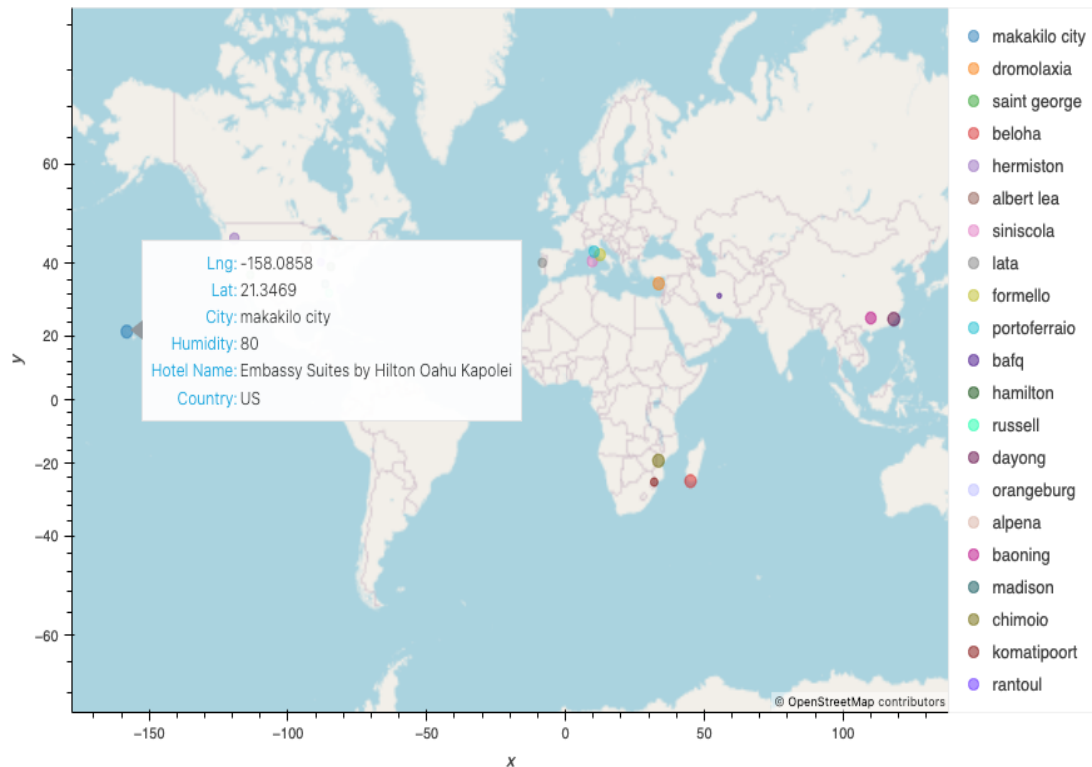 makakilo city
dromolaxia
saint george
beloha
hermiston
albert lea
siniscola
lata
formello
portoferraio
bafq
hamilton
russell
dayong
orangeburg
alpena
baoning
madison
chimoio
komatipoort
rantoul
Lng: -158.0858
Lat: 21.3469
City: makakilo city
Humidity: 80
Hotel Name: Embassy Suites by Hilton Oahu Kapolei
Country: US
60
40
20
0
−20
−40
−60
y
© OpenStreetMap contributors
−150
−100
−50
0
50
100
x